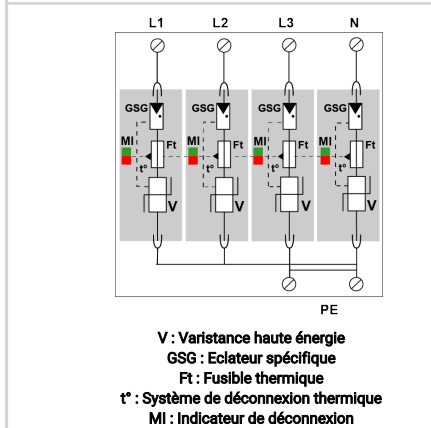 L1 L2 L3 N
GSG GSG GSG GSG
MI Ft MI Ft MI Ft MI Ft
t° t° t° t°
V V V V
PE
V : Varistance haute énergie
GSG : Eclateur spécifique
Ft : Fusible thermique
t° : Système de déconnexion thermique
MI : Indicateur de déconnexion